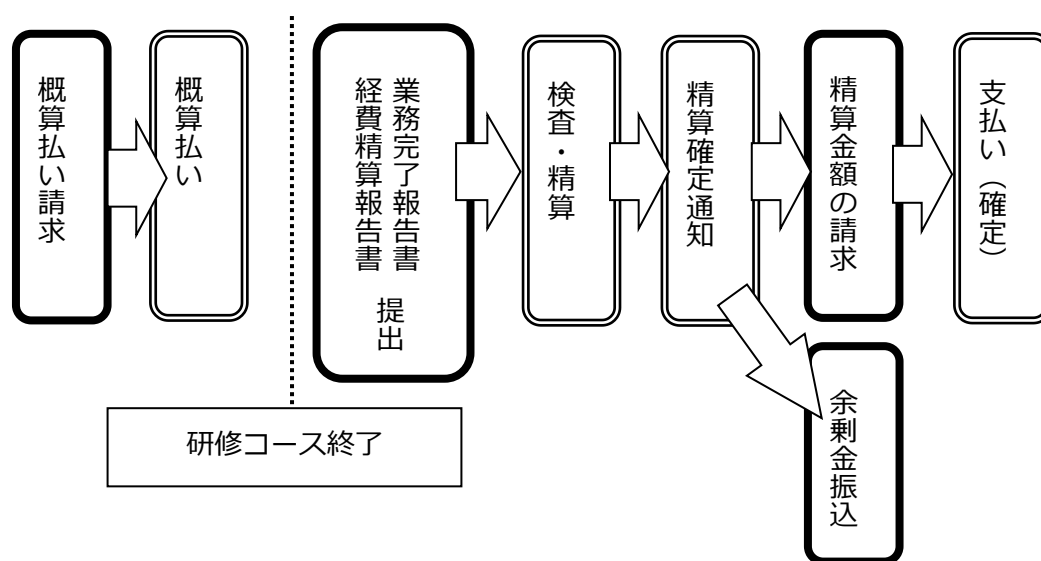 概算払い請求
概算払い
業務完了報告書
経費精算報告書
提出
検査・精算
精算確定通知
精算金額の請求
支払い（確定）
余剰金振込
研修コース終了